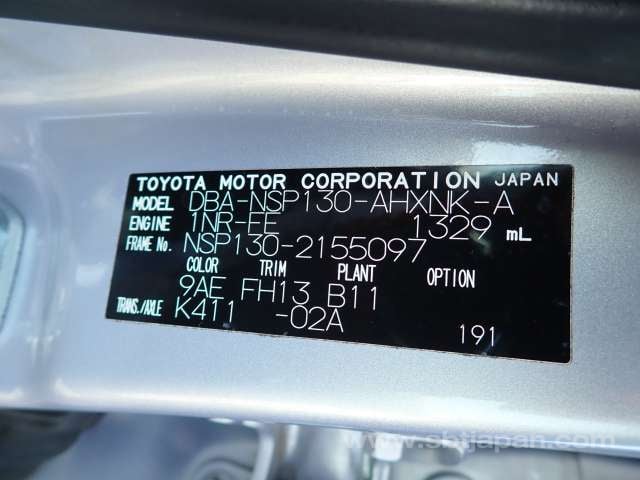 TOYOTA MOTOR CORPORATION JAPAN
MODEL DBA-NSP130-AHXNK-A
ENGINE 1NR-FE 1329 mL
FRAME No. NSP130-2155097
COLOR TRIM PLANT OPTION
9AE FH13 B11
TRANS./AXLE K411 -02A
191
www.sbtjapan.com